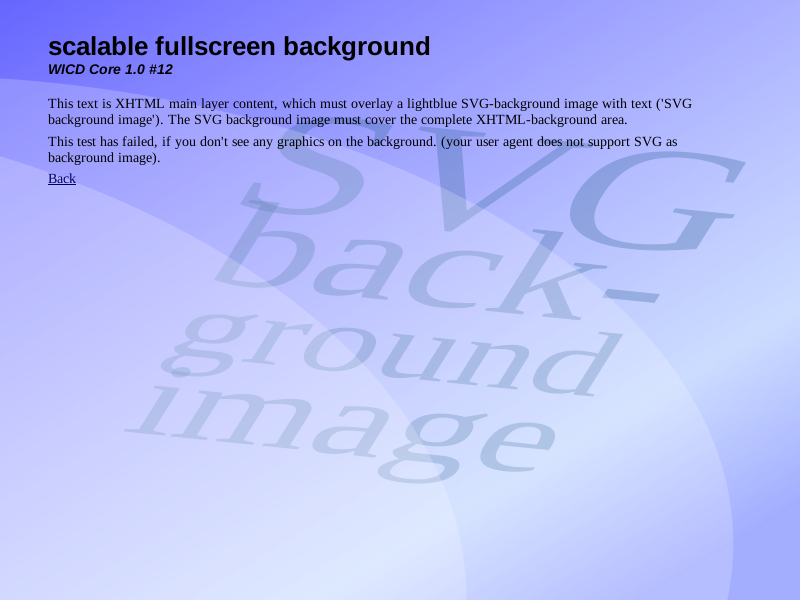 scalable fullscreen background
WICD Core 1.0 #12
This text is XHTML main layer content, which must overlay a lightblue SVG-background image with text ('SVG
background image'). The SVG background image must cover the complete XHTML-background area.
This test has failed, if you don't see any graphics on the background. (your user agent does not support SVG as
background image).
Back
SVG
back-
ground
image